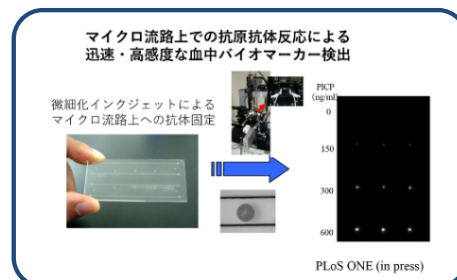 マイクロ流路上での抗原抗体反応による
迅速・高感度な血中バイオマーカー検出
微細化インクジェットによる
マイクロ流路上への抗体固定
PICP
(ng/ml)
0
150
300
600
PLoS ONE (in press)